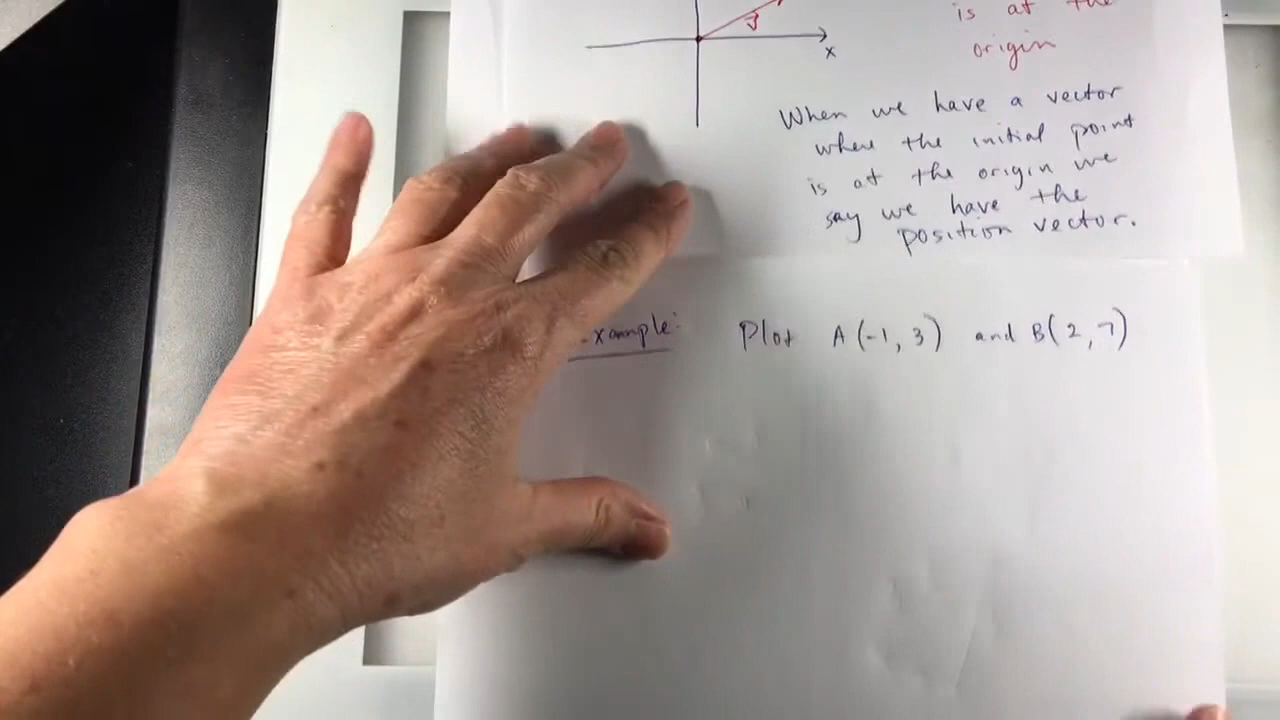 is at the
origin
x
When we have a vector
where the initial point
is at the origin we
say we have the
position vector.
xample: Plot A(-1, 3) and B(2, 7)